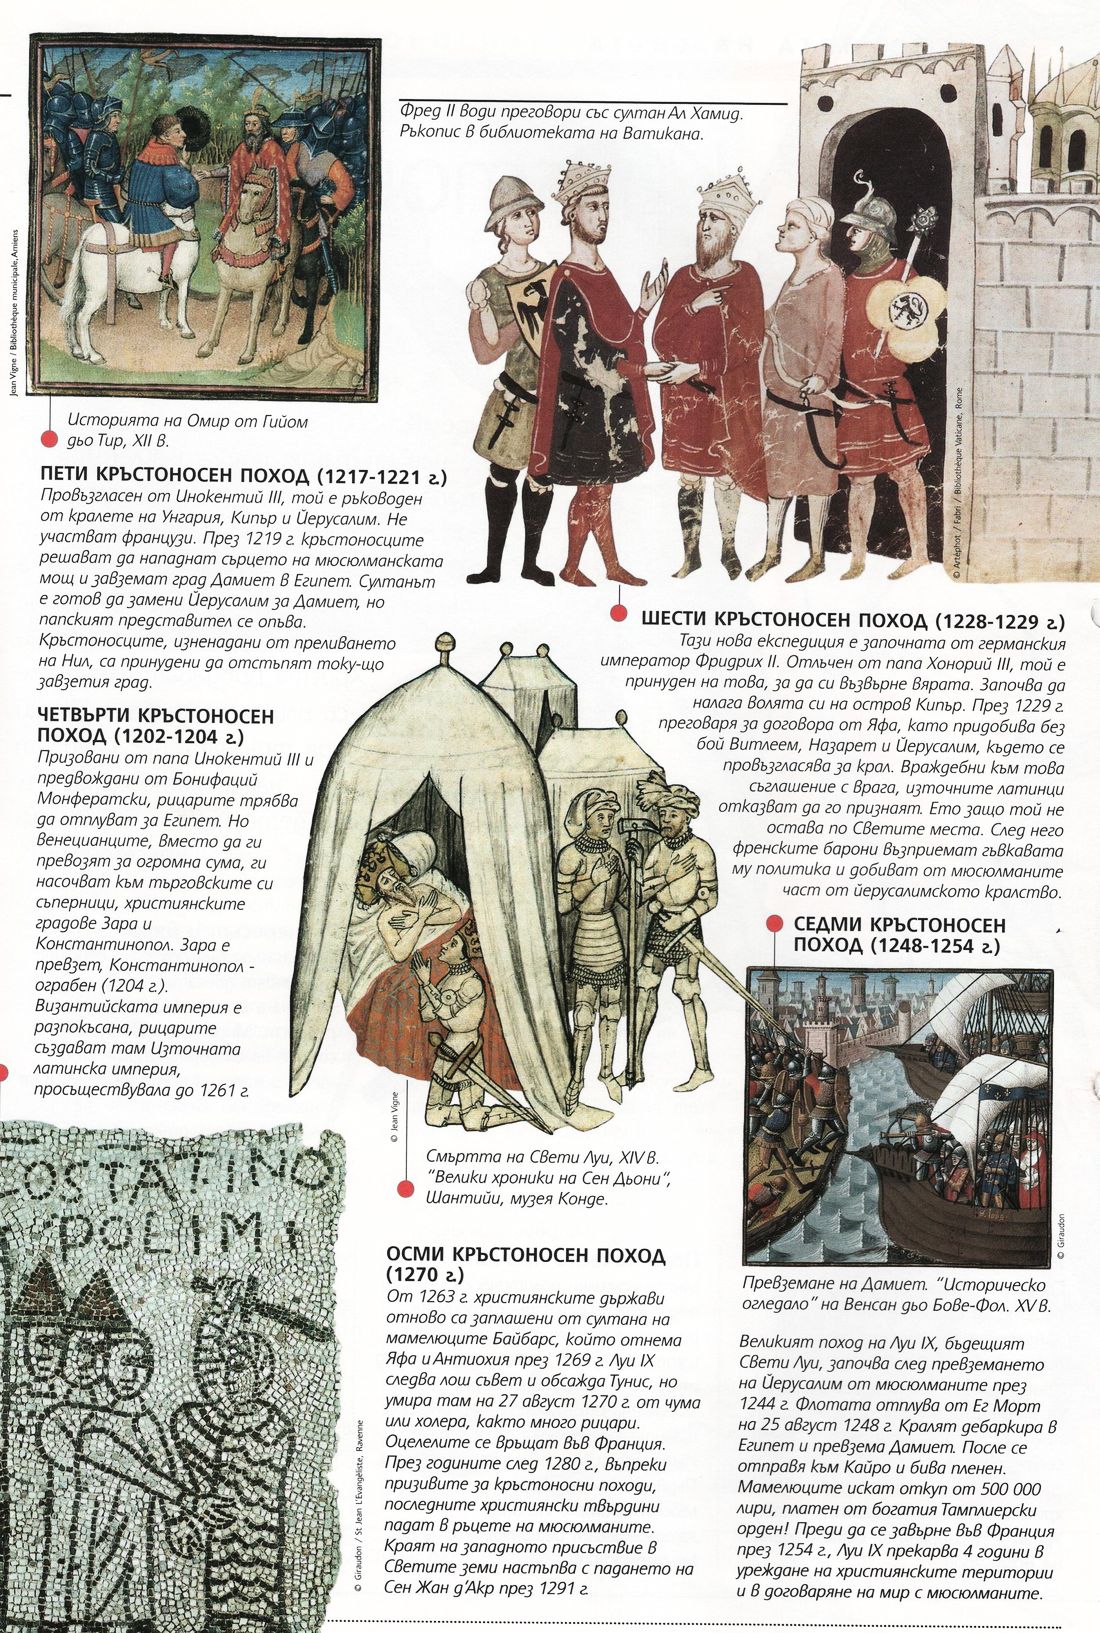 Jean Vigne / Bibliothèque municipale, Amiens
Историята на Омир от Гийом
дьо Тир, XII в.
Фред II води преговори със султан Ал Хамид.
Ръкопис в библиотеката на Ватикана.
© Artéphot / Fabri / Bibliothèque Vaticane, Rome
ПЕТИ КРЪСТОНОСЕН ПОХОД (1217-1221 г.)
Провъзгласен от Инокентий III, той е ръководен
от кралете на Унгария, Кипър и Йерусалим. Не
участват французи. През 1219 г. кръстоносците
решават да нападнат сърцето на мюсюлманската
мощ и завземат град Дамиет в Египет. Султанът
е готов да замени Йерусалим за Дамиет, но
папският представител се опъва.
Кръстоносците, изненадани от преливането
на Нил, са принудени да отстъпят току-що
завзетия град.
ЧЕТВЪРТИ КРЪСТОНОСЕН
ПОХОД (1202-1204 г.)
Призовани от папа Инокентий III и
предвождани от Бонифаций
Монфератски, рицарите трябва
да отплуват за Египет. Но
венецианците, вместо да ги
превозят за огромна сума, ги
насочват към търговските си
съперници, християнските
градове Зара и
Константинопол. Зара е
превзет, Константинопол -
ограбен (1204 г.).
Византийската империя е
разпокъсана, рицарите
създават там Източната
латинска империя,
просъществувала до 1261 г.
ШЕСТИ КРЪСТОНОСЕН ПОХОД (1228-1229 г.)
Тази нова експедиция е започната от германския
император Фридрих II. Отлъчен от папа Хонорий III, той е
принуден на това, за да си възвърне вярата. Започва да
налага волята си на остров Кипър. През 1229 г.
преговаря за договора от Яфа, като придобива без
бой Витлеем, Назарет и Йерусалим, където се
провъзгласява за крал. Враждебни към това
съглашение с врага, източните латинци
отказват да го признаят. Ето защо той не
остава по Светите места. След него
френските барони възприемат гъвкавата
му политика и добиват от мюсюлманите
част от йерусалимското кралство.
СЕДМИ КРЪСТОНОСЕН
ПОХОД (1248-1254 г.)
© Giraudon
Превземане на Дамиет. "Историческо
огледало" на Венсан дьо Бове-Фол. XV в.
Великият поход на Луи IX, бъдещият
Свети Луи, започва след превземането
на Йерусалим от мюсюлманите през
1244 г. Флотата отплува от Ег Морт
на 25 август 1248 г. Кралят дебаркира в
Египет и превзема Дамиет. После се
отправя към Кайро и бива пленен.
Мамелюците искат откуп от 500 000
лири, платен от богатия Тамплиерски
орден! Преди да се завърне във Франция
през 1254 г., Луи IX прекарва 4 години в
уреждане на християнските територии
и в договаряне на мир с мюсюлманите.
© Jean Vigne
Смъртта на Свети Луи, XIV в.
"Велики хроники на Сен Дьони",
Шантийи, музея Конде.
ОСМИ КРЪСТОНОСЕН ПОХОД
(1270 г.)
От 1263 г. християнските държави
отново са заплашени от султана на
мамелюците Байбарс, който отнема
Яфа и Антиохия през 1269 г. Луи IX
следва лош съвет и обсажда Тунис, но
умира там на 27 август 1270 г. от чума
или холера, както много рицари.
Оцелелите се връщат във Франция.
През годините след 1280 г., въпреки
призивите за кръстоносни походи,
последните християнски твърдини
падат в ръцете на мюсюлманите.
Краят на западното присъствие в
Светите земи настъпва с падането на
Сен Жан д'Акр през 1291 г.
© Giraudon / St Jean L'Évangéliste, Ravenne